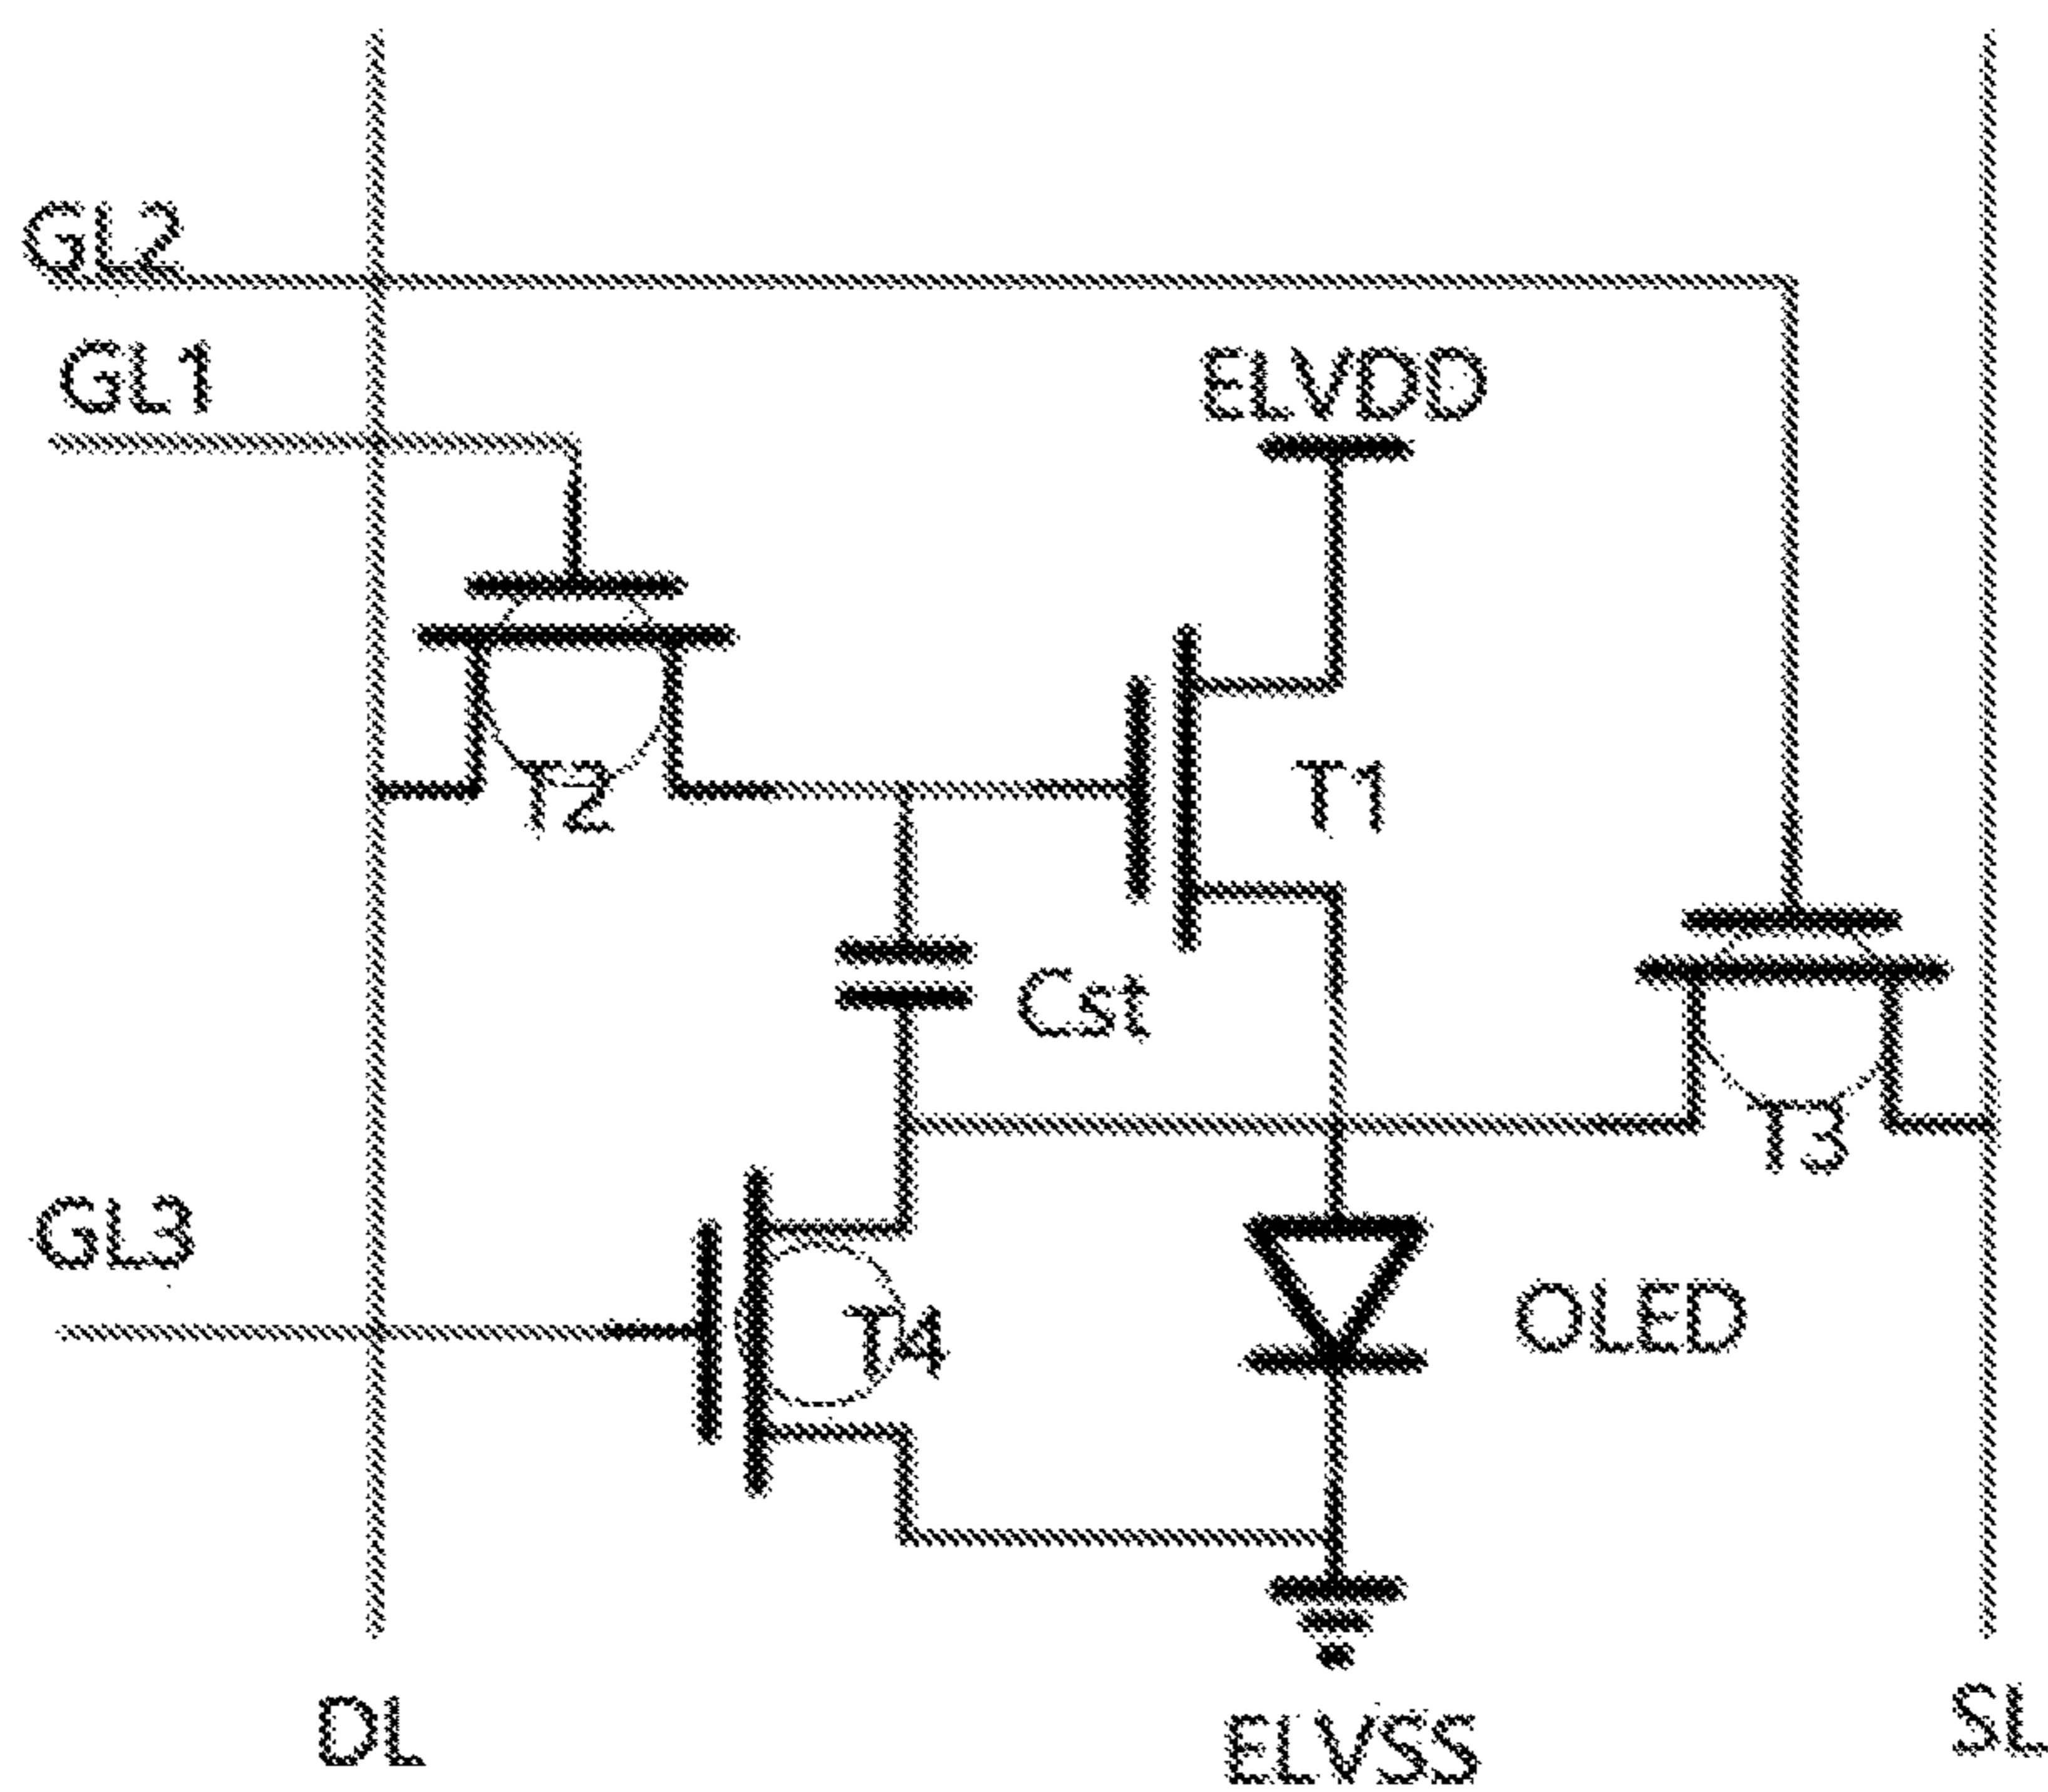 GL2
GL1
ELVDD
T2
T1
Cst
T3
GL3
T4
OLED
DL
ELVSS
SL